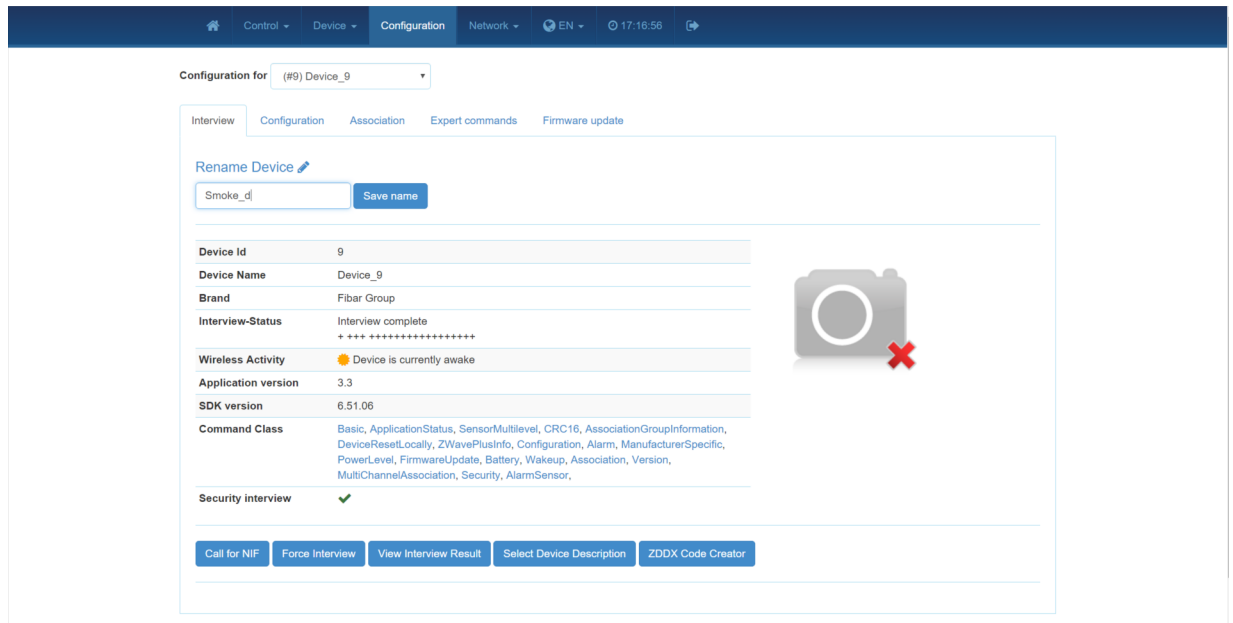 Control Device Configuration Network EN 17:16:56
Configuration for (#9) Device_9
Interview Configuration Association Expert commands Firmware update
Rename Device
Smoke_d Save name
Device Id 9
Device Name Device_9
Brand Fibar Group
Interview-Status Interview complete
+ +++ +++++++++++++++++
Wireless Activity Device is currently awake
Application version 3.3
SDK version 6.51.06
Command Class Basic, ApplicationStatus, SensorMultilevel, CRC16, AssociationGroupInformation,
DeviceResetLocally, ZWavePlusInfo, Configuration, Alarm, ManufacturerSpecific,
PowerLevel, FirmwareUpdate, Battery, Wakeup, Association, Version,
MultiChannelAssociation, Security, AlarmSensor,
Security interview
Call for NIF Force Interview View Interview Result Select Device Description ZDDX Code Creator